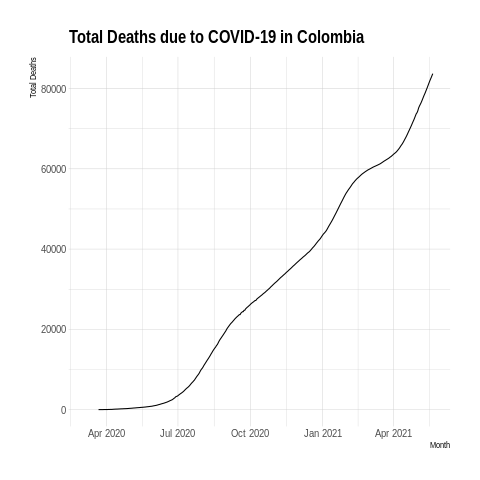 Total Deaths due to COVID-19 in Colombia
Total Deaths
80000
60000
40000
20000
0
Apr 2020 Jul 2020 Oct 2020 Jan 2021 Apr 2021
Month